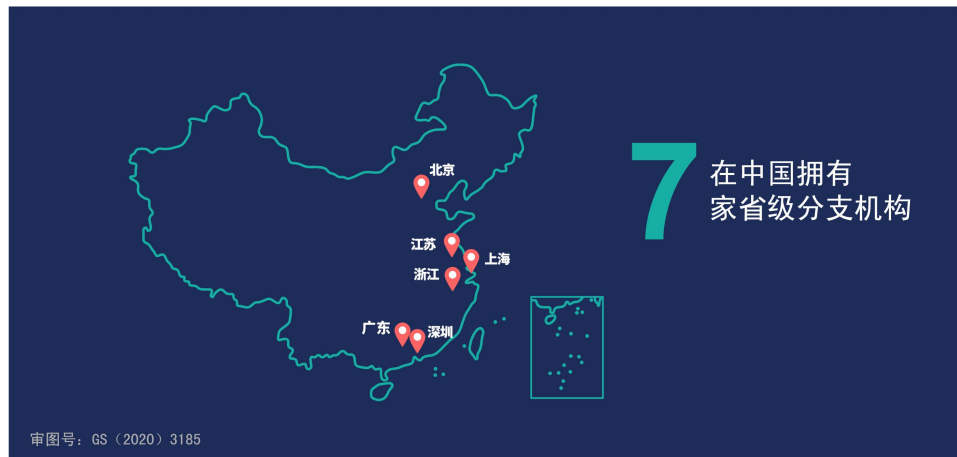 北京
7
在中国拥有
家省级分支机构
江苏
上海
浙江
广东
深圳
审图号：GS（2020）3185